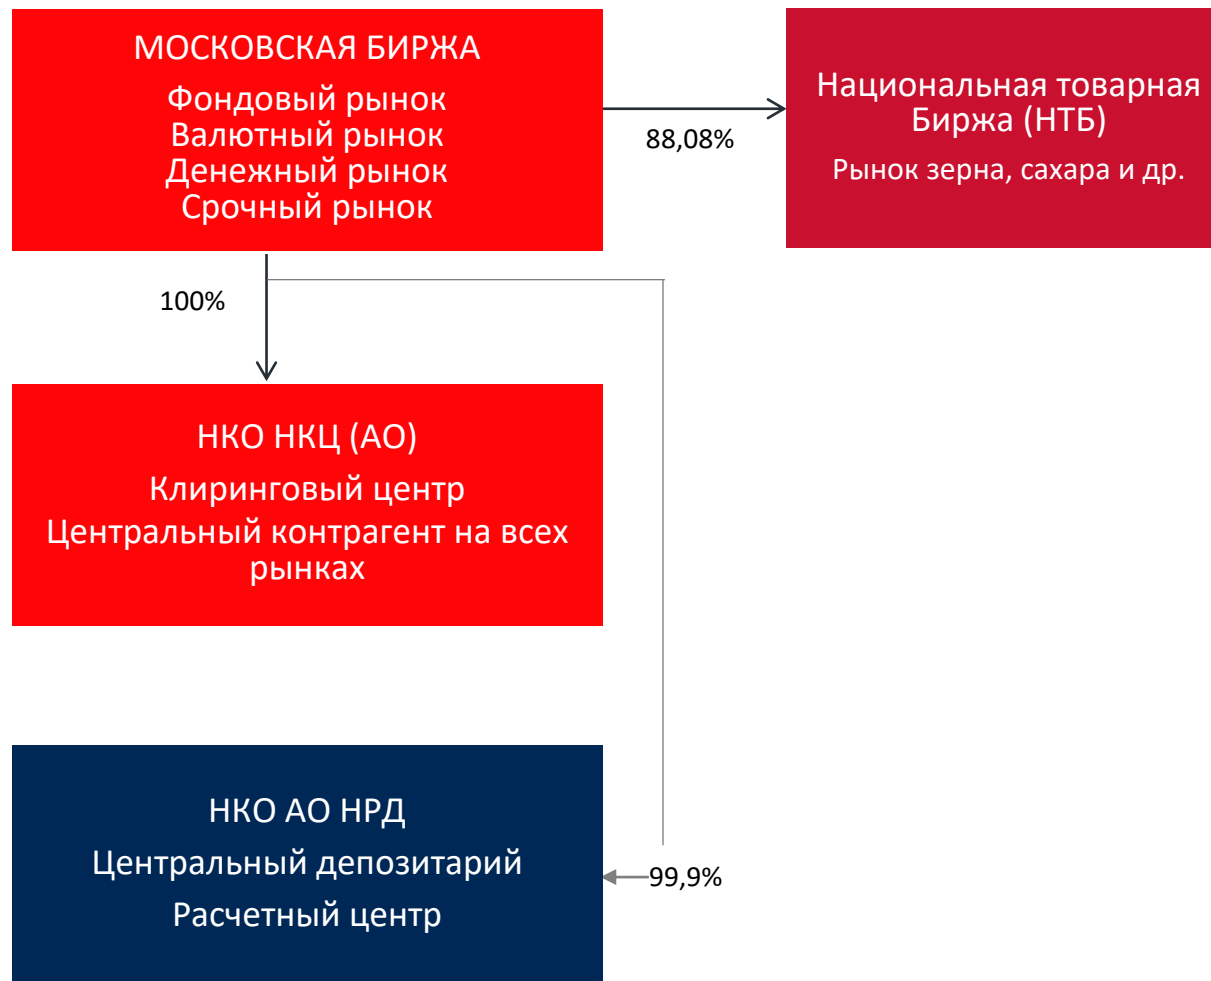 МОСКОВСКАЯ БИРЖА
Фондовый рынок
Валютный рынок
Денежный рынок
Срочный рынок
88,08%
Национальная товарная
Биржа (НТБ)
Рынок зерна, сахара и др.
100%
НКО НКЦ (АО)
Клиринговый центр
Центральный контрагент на всех
рынках
НКО АО НРД
Центральный депозитарий
Расчетный центр
99,9%